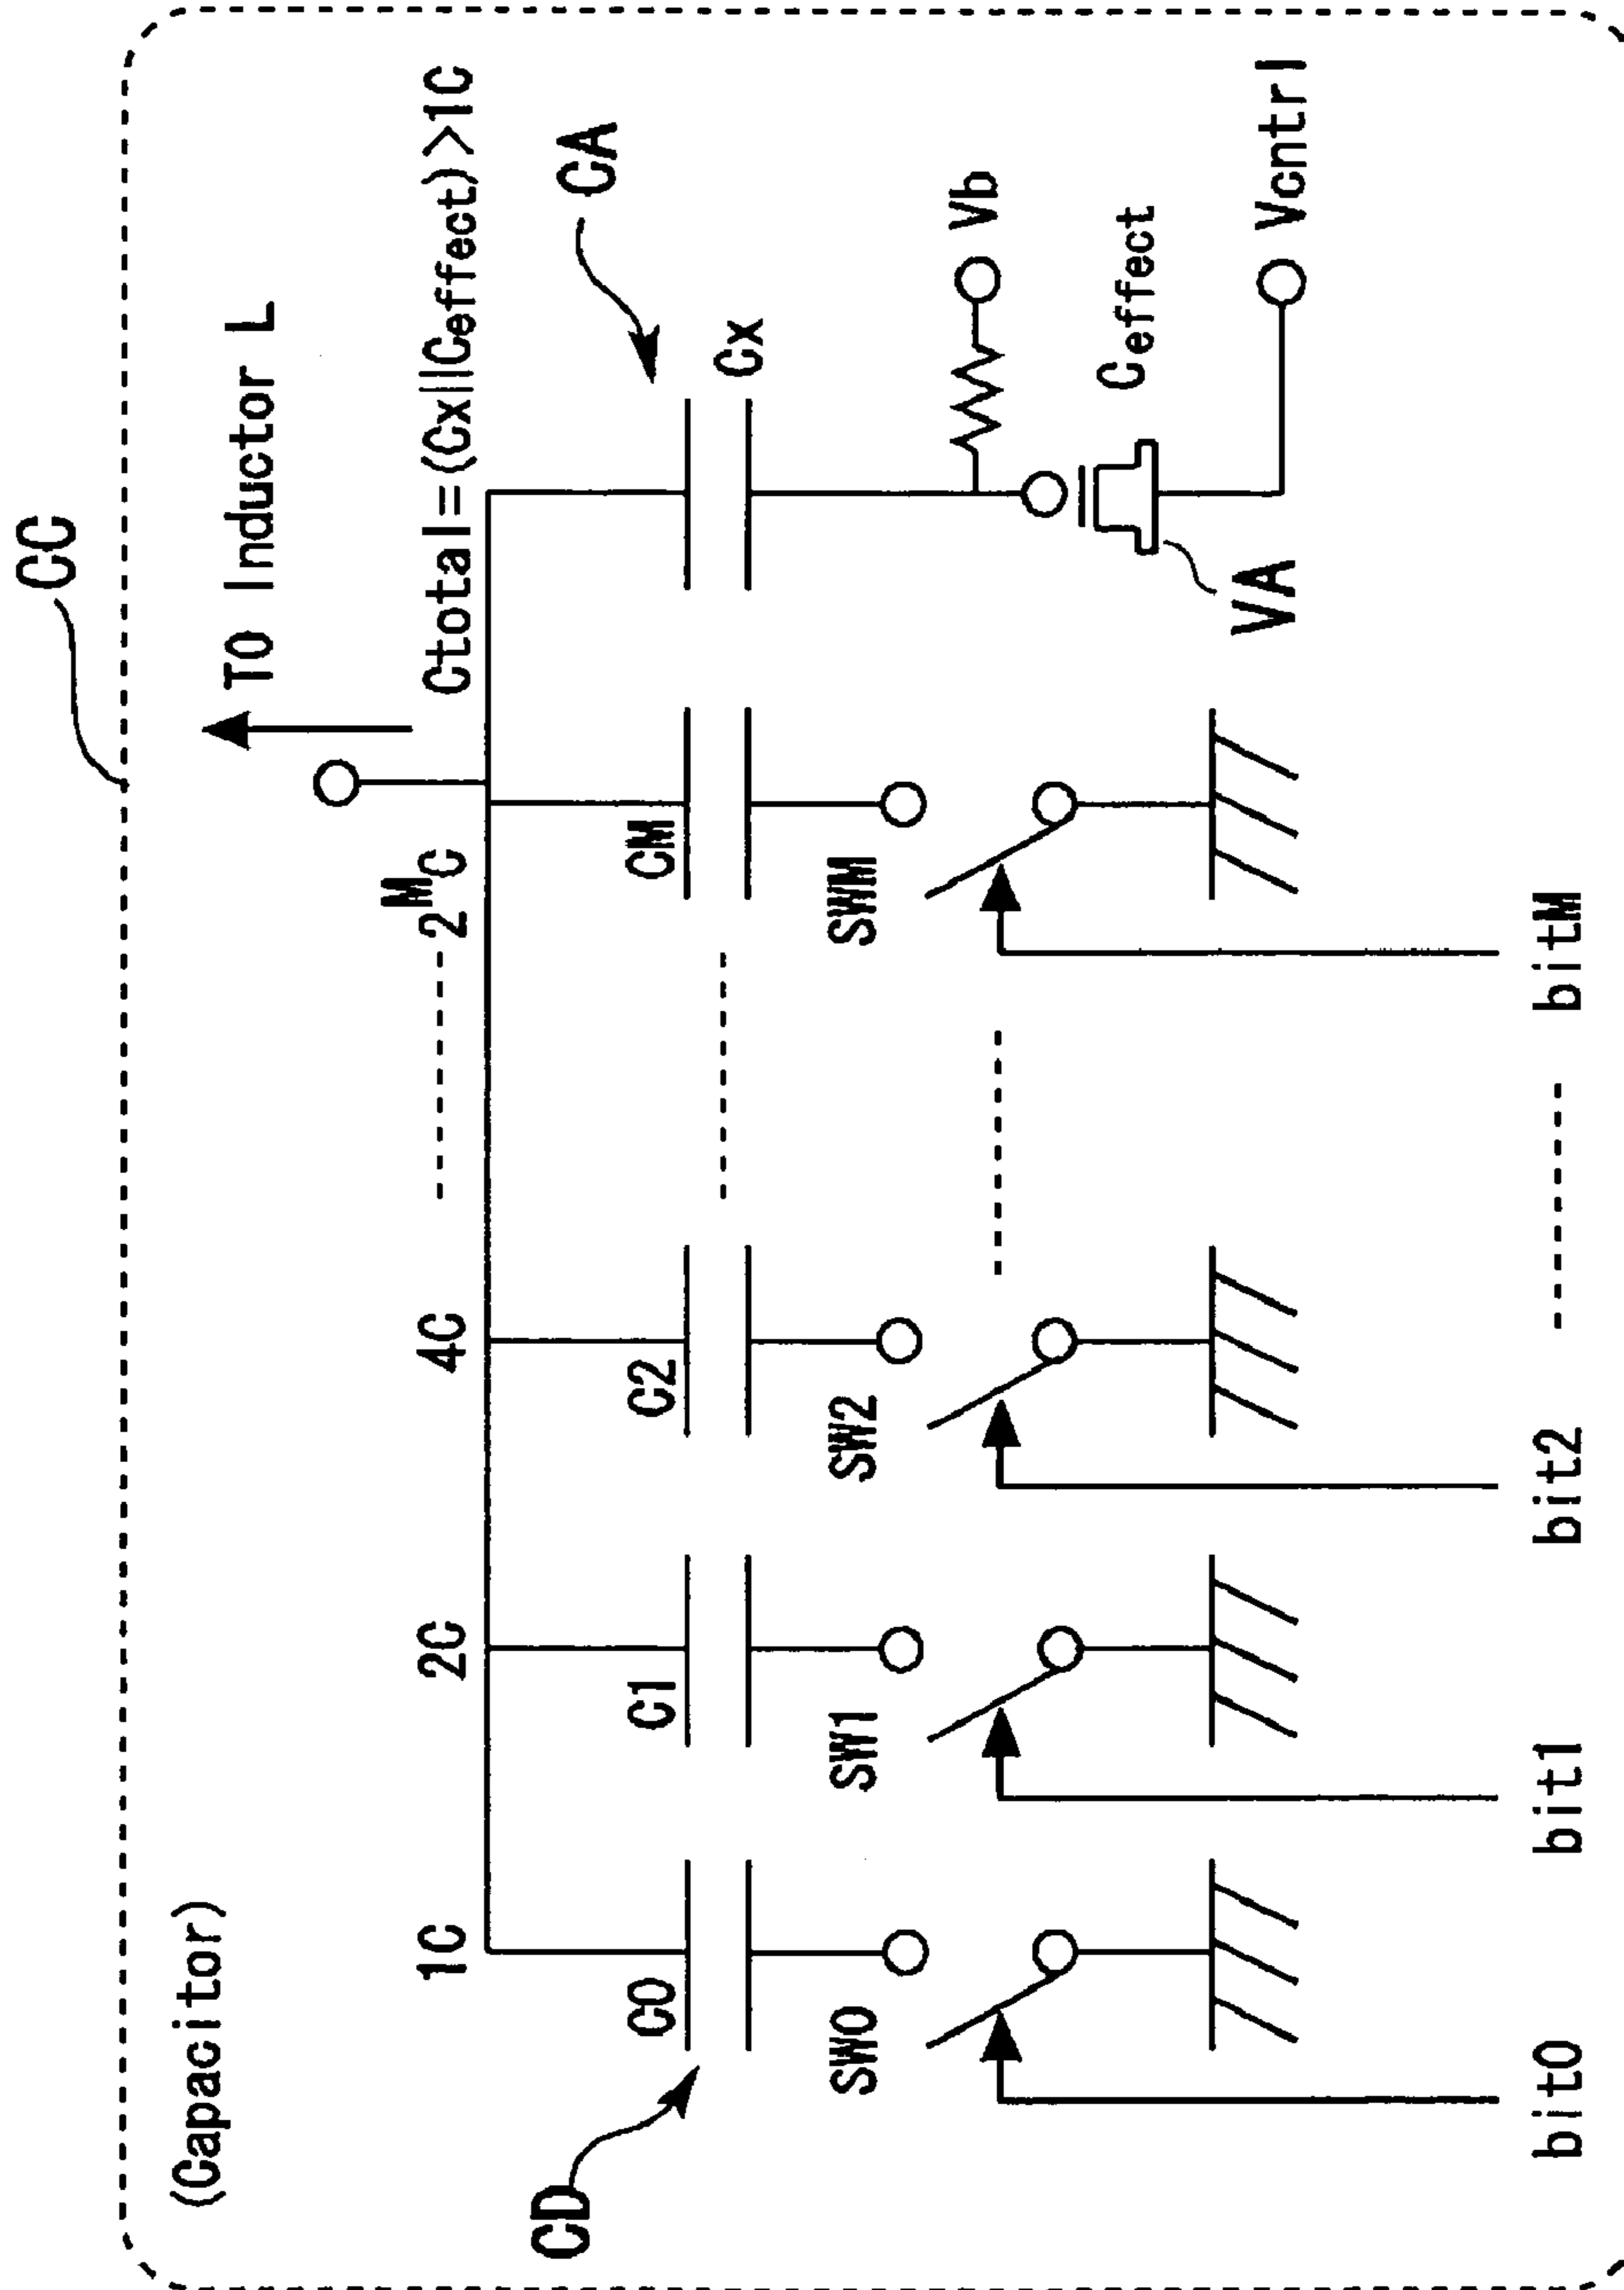 CC
(Capacitor)
TO Inductor L
1C
2C
4C
2^M C
Ctotal=(Cx||Ceffect)>1C
CD
CA
C0
C1
C2
CM
Cx
SW0
SW1
SW2
SWM
Vb
Ceffect
VA
Vcntrl
bit0
bit1
bit2
bitM